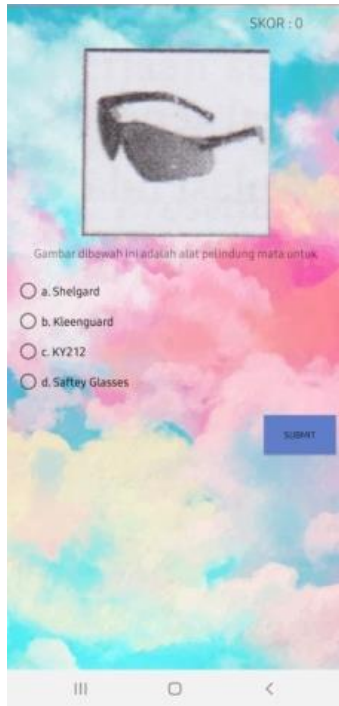 SKOR : 0
Gambar dibawah ini adalah alat pelindung mata untuk
a. Shelgard
b. Kleenguard
c. KY212
d. Saftey Glasses
SUBMIT